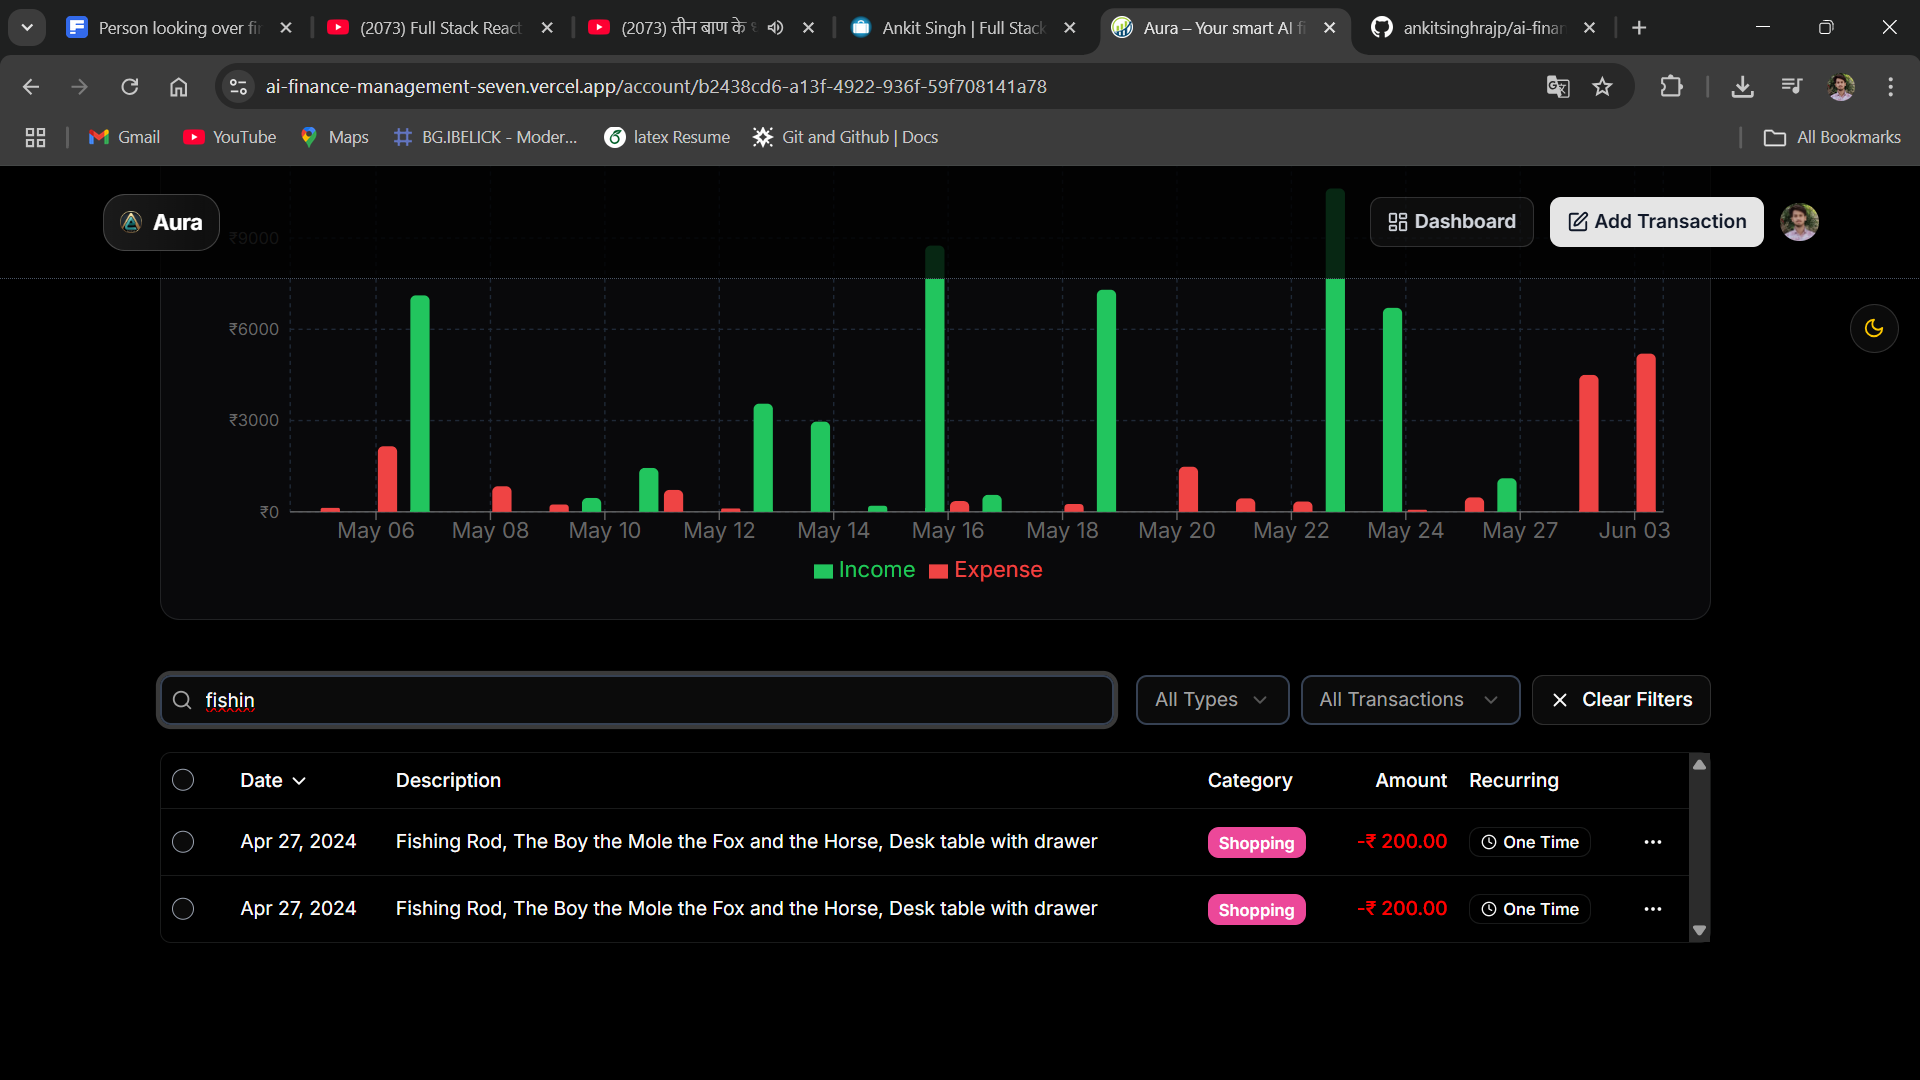 Person looking over fir
(2073) Full Stack React
(2073) तीन बाण के
Ankit Singh | Full Stack
Aura – Your smart AI fi
ankitsinghrajp/ai-finan
ai-finance-management-seven.vercel.app/account/b2438cd6-a13f-4922-936f-59f708141a78
Gmail
YouTube
Maps
BG.IBELICK - Moder...
latex Resume
Git and Github | Docs
All Bookmarks
Aura
Dashboard
Add Transaction
₹9000
₹6000
₹3000
₹0
May 06
May 08
May 10
May 12
May 14
May 16
May 18
May 20
May 22
May 24
May 27
Jun 03
Income
Expense
fishin
All Types
All Transactions
Clear Filters
Date
Description
Category
Amount
Recurring
Apr 27, 2024
Fishing Rod, The Boy the Mole the Fox and the Horse, Desk table with drawer
Shopping
-₹ 200.00
One Time
Apr 27, 2024
Fishing Rod, The Boy the Mole the Fox and the Horse, Desk table with drawer
Shopping
-₹ 200.00
One Time